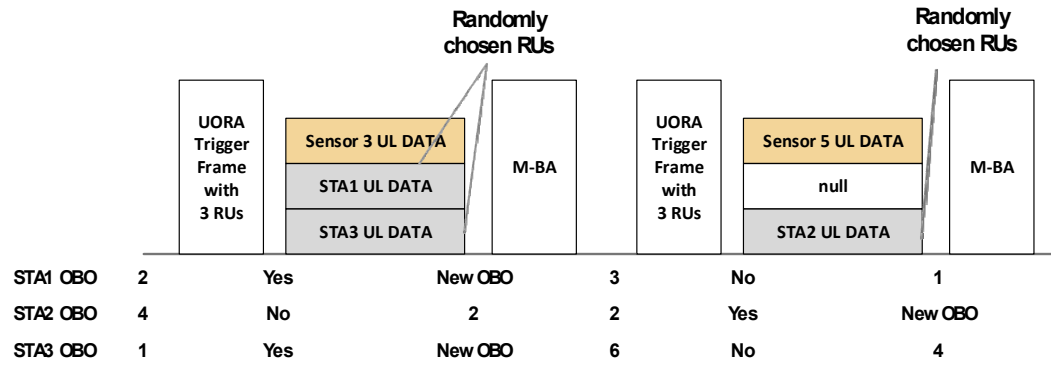 Randomly
chosen RUs
Randomly
chosen RUs
UORA
Trigger
Frame
with
3 RUs
Sensor 3 UL DATA
STA1 UL DATA
STA3 UL DATA
M-BA
UORA
Trigger
Frame
with
3 RUs
Sensor 5 UL DATA
null
STA2 UL DATA
M-BA
STA1 OBO 2 Yes New OBO 3 No 1
STA2 OBO 4 No 2 2 Yes New OBO
STA3 OBO 1 Yes New OBO 6 No 4